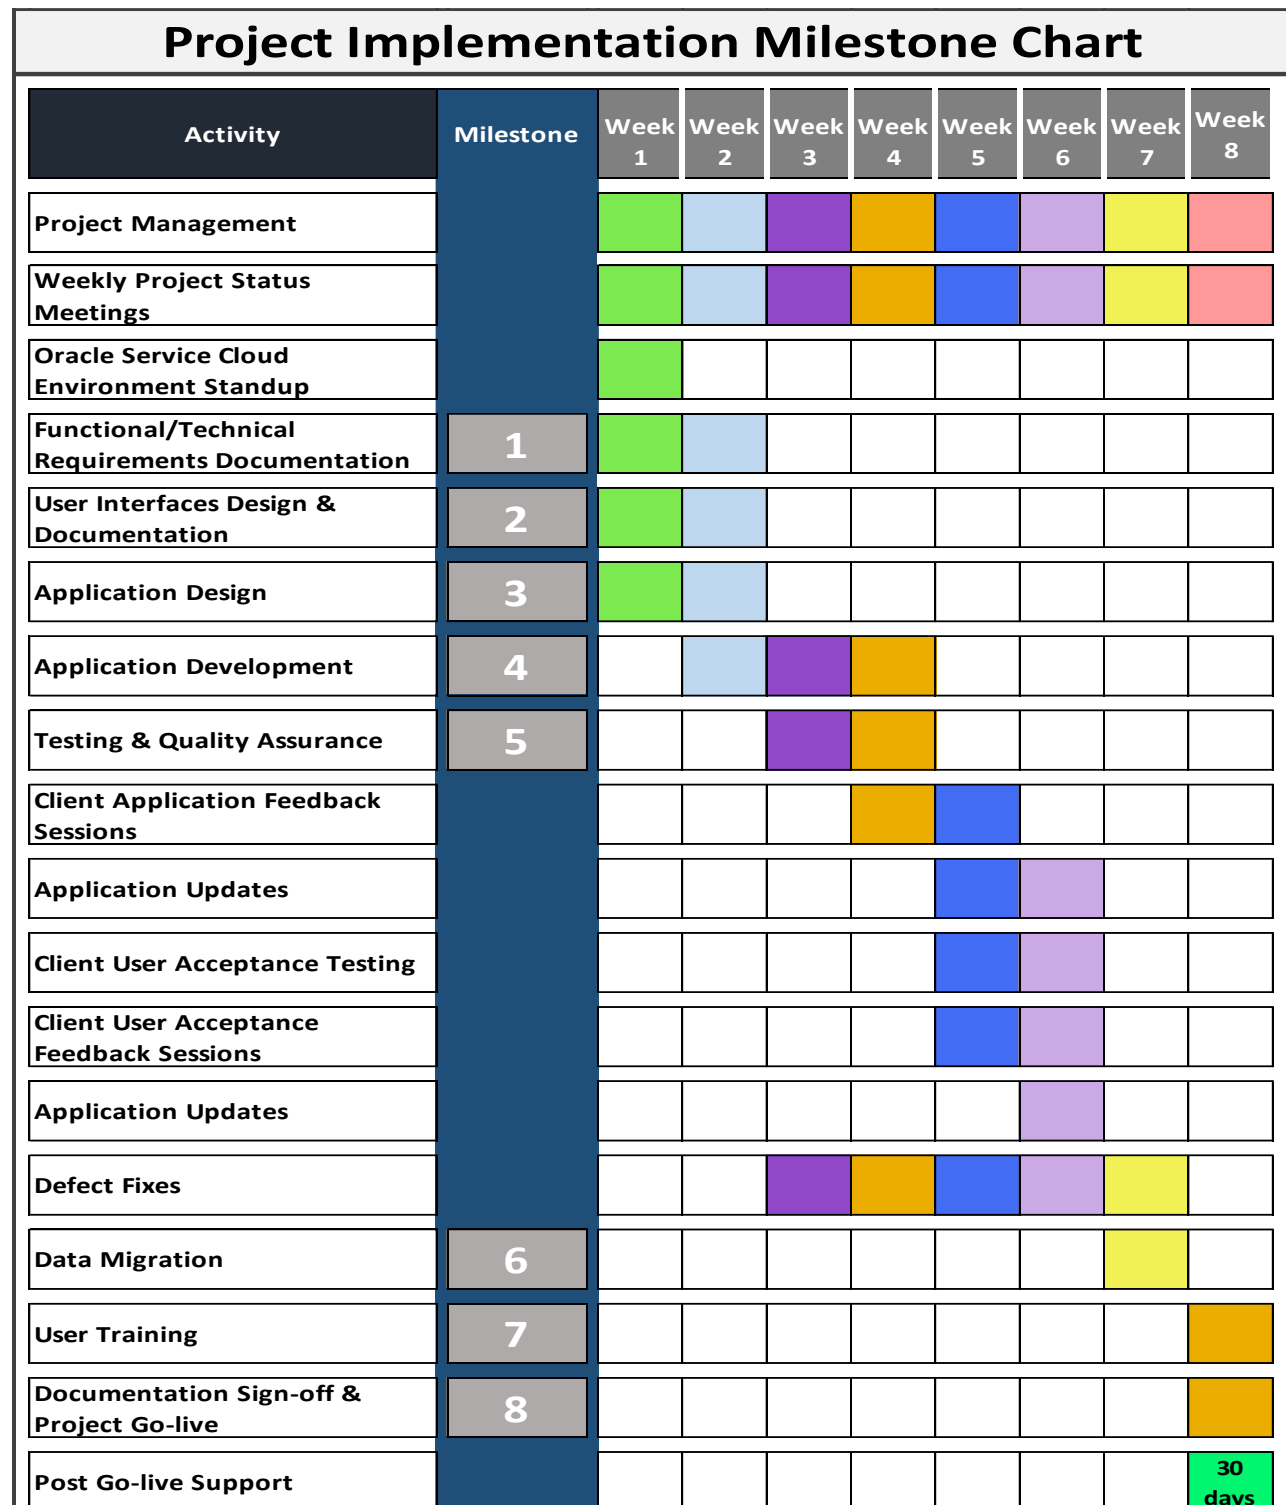 Project Implementation Milestone Chart
Activity
Milestone
Week
1
Week
2
Week
3
Week
4
Week
5
Week
6
Week
7
Week
8
Project Management
Weekly Project Status
Meetings
Oracle Service Cloud
Environment Standup
Functional/Technical
Requirements Documentation
1
User Interfaces Design &
Documentation
2
Application Design
3
Application Development
4
Testing & Quality Assurance
5
Client Application Feedback
Sessions
Application Updates
Client User Acceptance Testing
Client User Acceptance
Feedback Sessions
Application Updates
Defect Fixes
Data Migration
6
User Training
7
Documentation Sign-off &
Project Go-live
8
Post Go-live Support
30
days